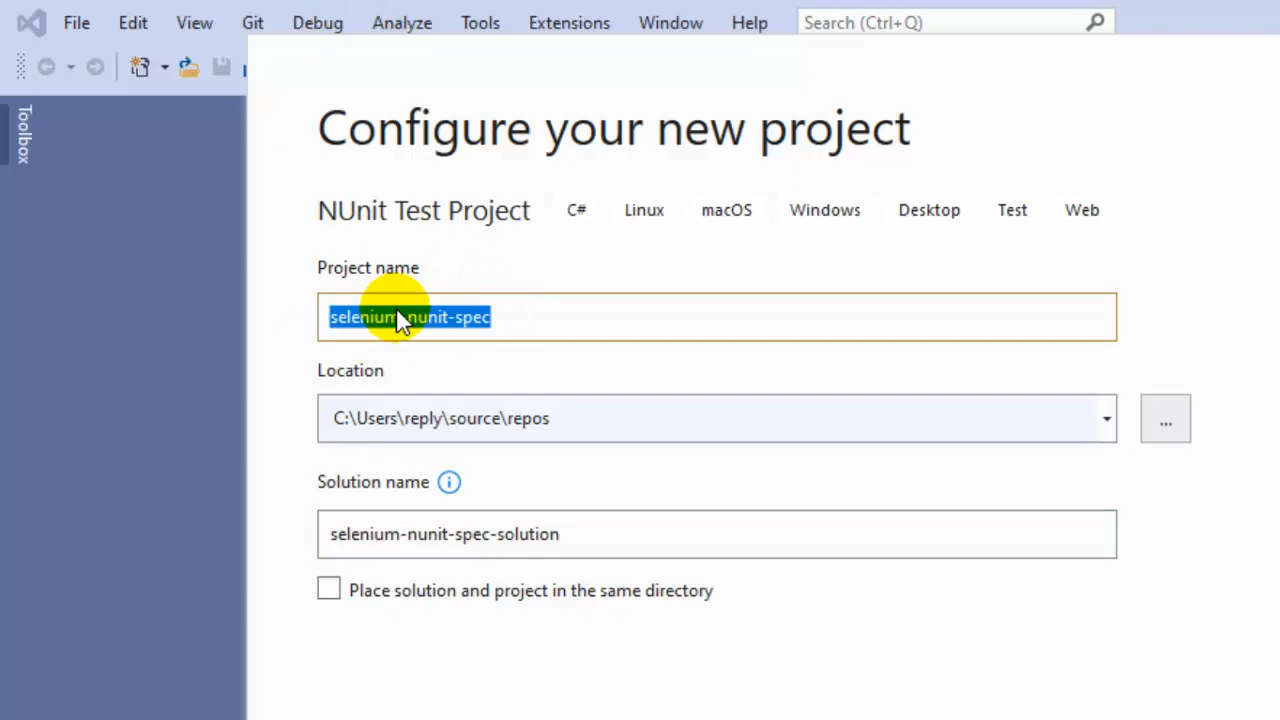 File Edit View Git Debug Analyze Tools Extensions Window Help Search (Ctrl+Q)
Toolbox
Configure your new project
NUnit Test Project C# Linux macOS Windows Desktop Test Web
Project name
selenium-nunit-spec
Location
C:\Users\reply\source\repos
...
Solution name
selenium-nunit-spec-solution
Place solution and project in the same directory